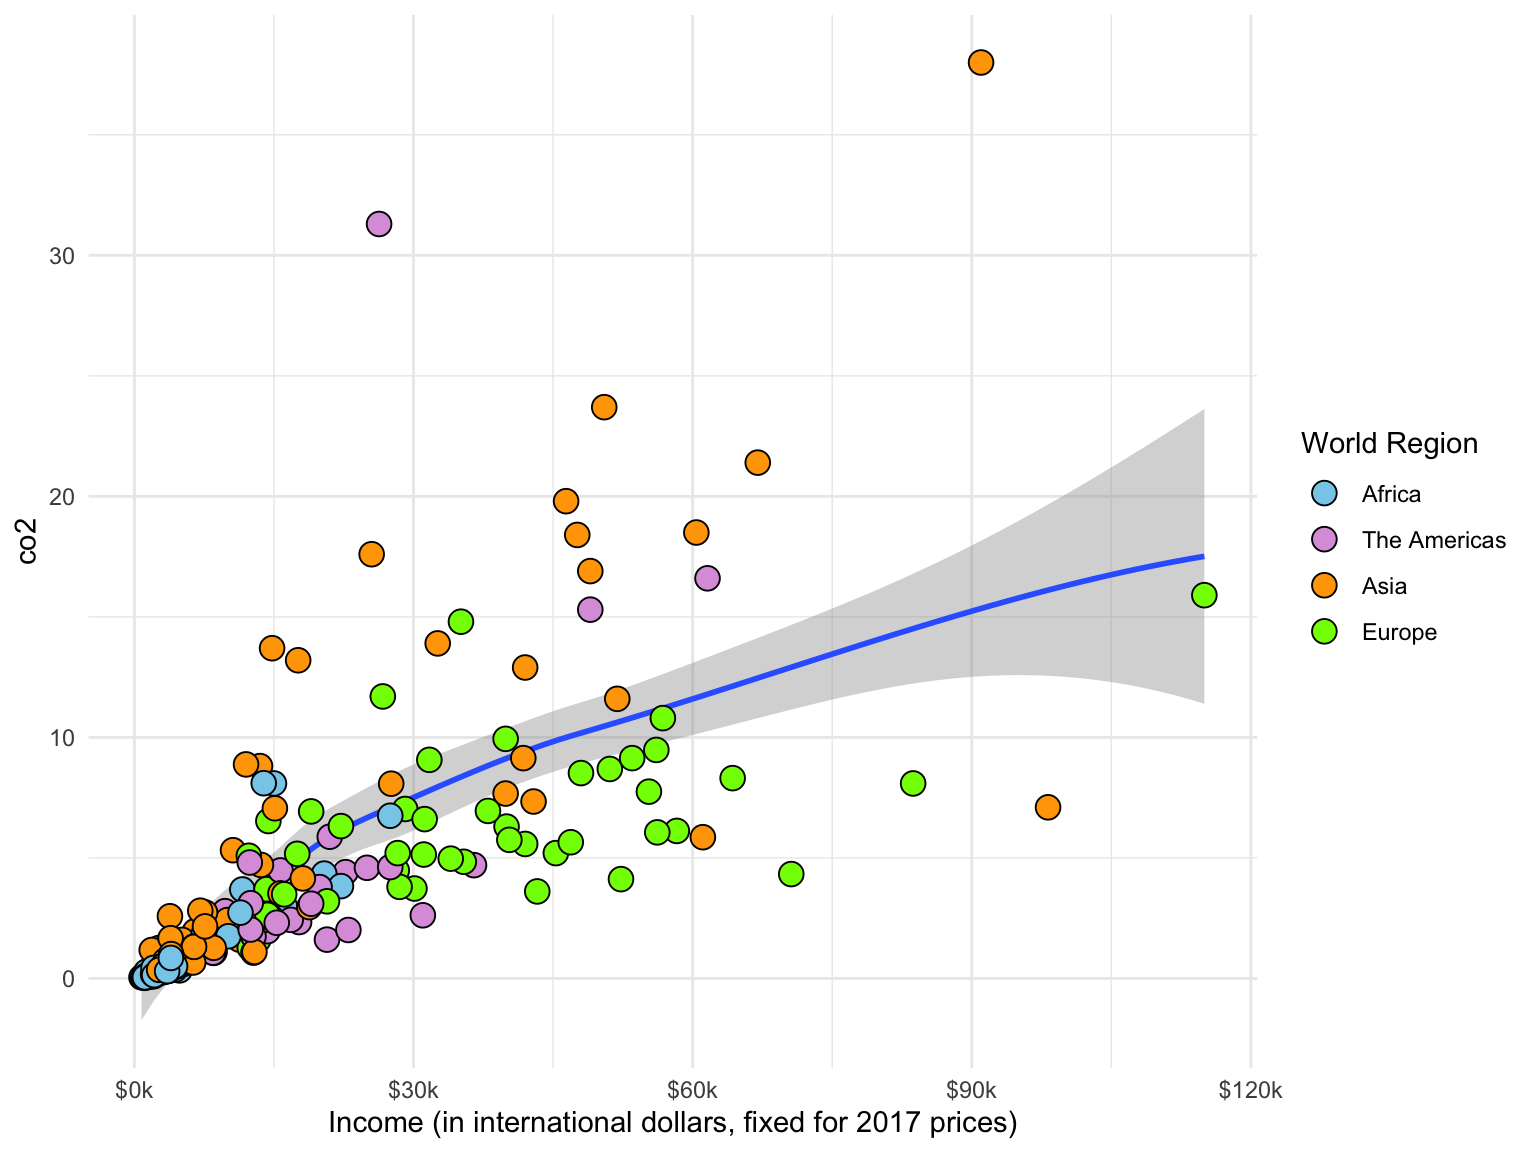 30
20
10
0
co2
$0k
$30k
$60k
$90k
$120k
Income (in international dollars, fixed for 2017 prices)
World Region
Africa
The Americas
Asia
Europe